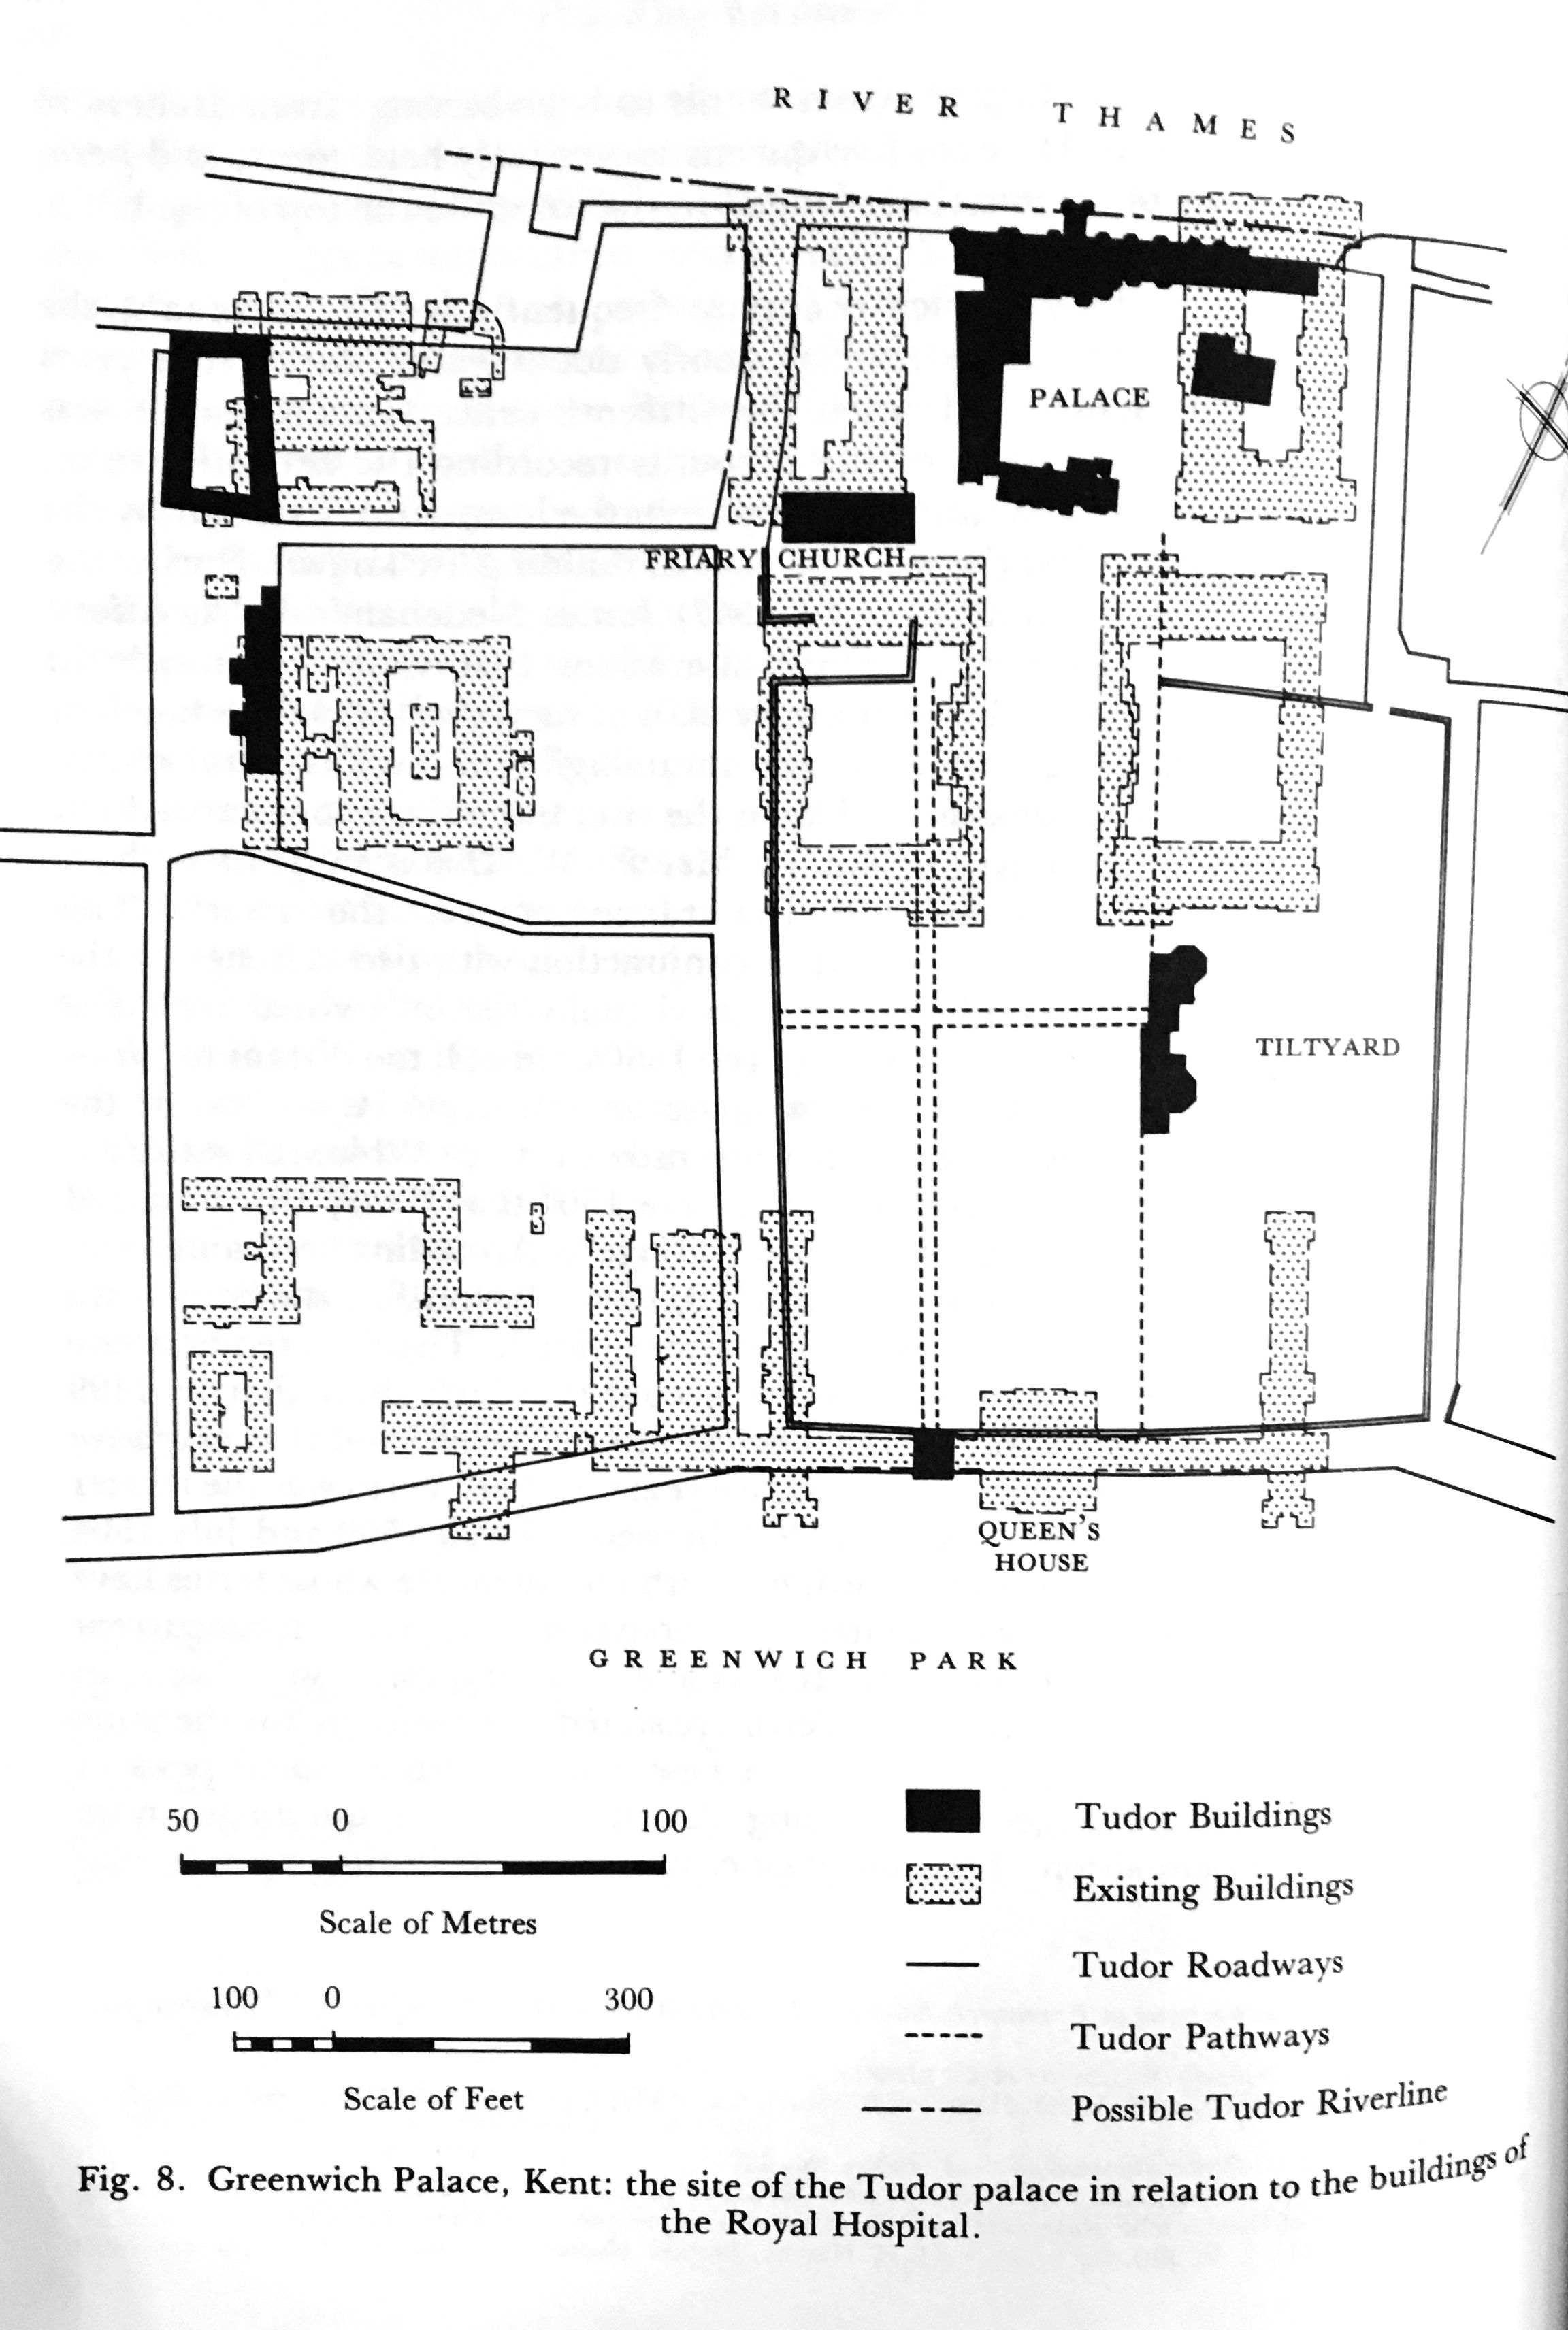 RIVER THAMES
PALACE
FRIARY CHURCH
TILTYARD
QUEEN'S
HOUSE
GREENWICH PARK
50 0 100
Scale of Metres
100 0 300
Scale of Feet
Tudor Buildings
Existing Buildings
Tudor Roadways
Tudor Pathways
Possible Tudor Riverline
Fig. 8. Greenwich Palace, Kent: the site of the Tudor palace in relation to the buildings of
the Royal Hospital.